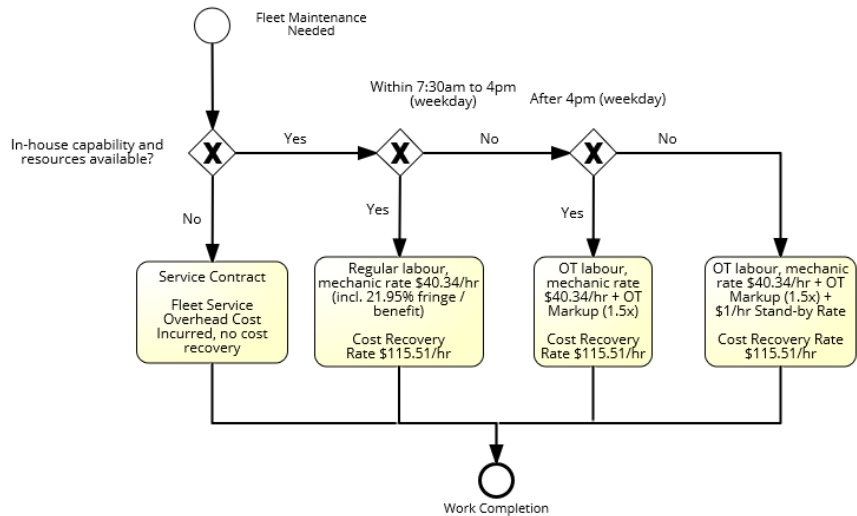 Fleet Maintenance
Needed
Within 7:30am to 4pm
(weekday)
After 4pm (weekday)
In-house capability and
resources available?
Yes
No
No
No
Yes
Yes
Service Contract
Fleet Service
Overhead Cost
Incurred, no cost
recovery
Regular labour,
mechanic rate $40.34/hr
(incl. 21.95% fringe /
benefit)
Cost Recovery
Rate $115.51/hr
OT labour,
mechanic rate
$40.34/hr + OT
Markup (1.5x)
Cost Recovery
Rate $115.51/hr
OT labour, mechanic
rate $40.34/hr + OT
Markup (1.5x) +
$1/hr Stand-by Rate
Cost Recovery Rate
$115.51/hr
Work Completion